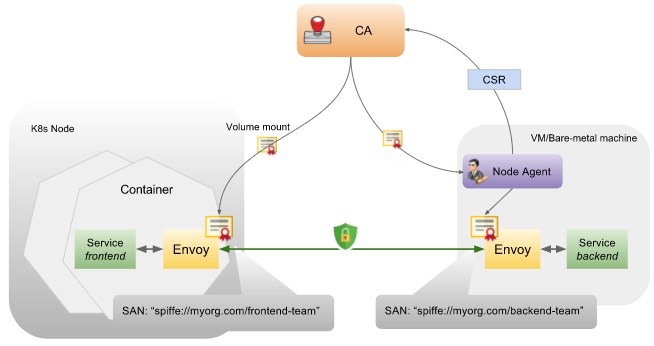 CA
CSR
K8s Node
Volume mount
VM/Bare-metal machine
Node Agent
Container
Service
frontend
Envoy
Envoy
Service
backend
SAN: “spiffe://myorg.com/frontend-team”
SAN: “spiffe://myorg.com/backend-team”